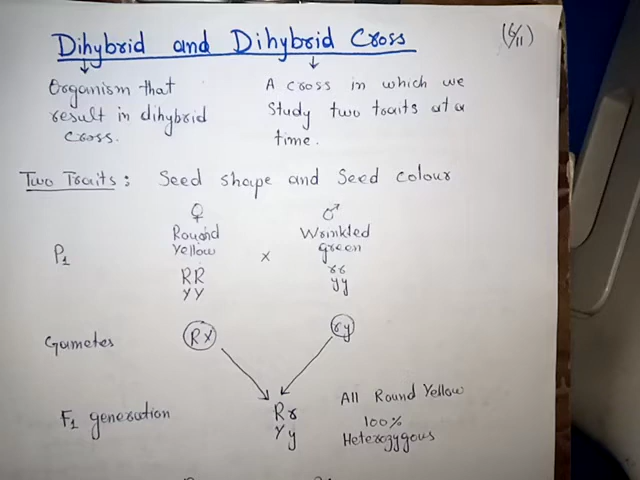 Dihybrid and Dihybrid Cross
(6/11)
Organism that
result in dihybrid
cross.
A cross in which we
study two traits at a
time.
Two Traits: Seed shape and Seed colour
♀ ♂
Round Wrinkled
Yellow green
P1 x
RR rr
YY yy
Gametes RY ry
F1 generation Rr
Yy
All Round Yellow
100%
Heterozygous